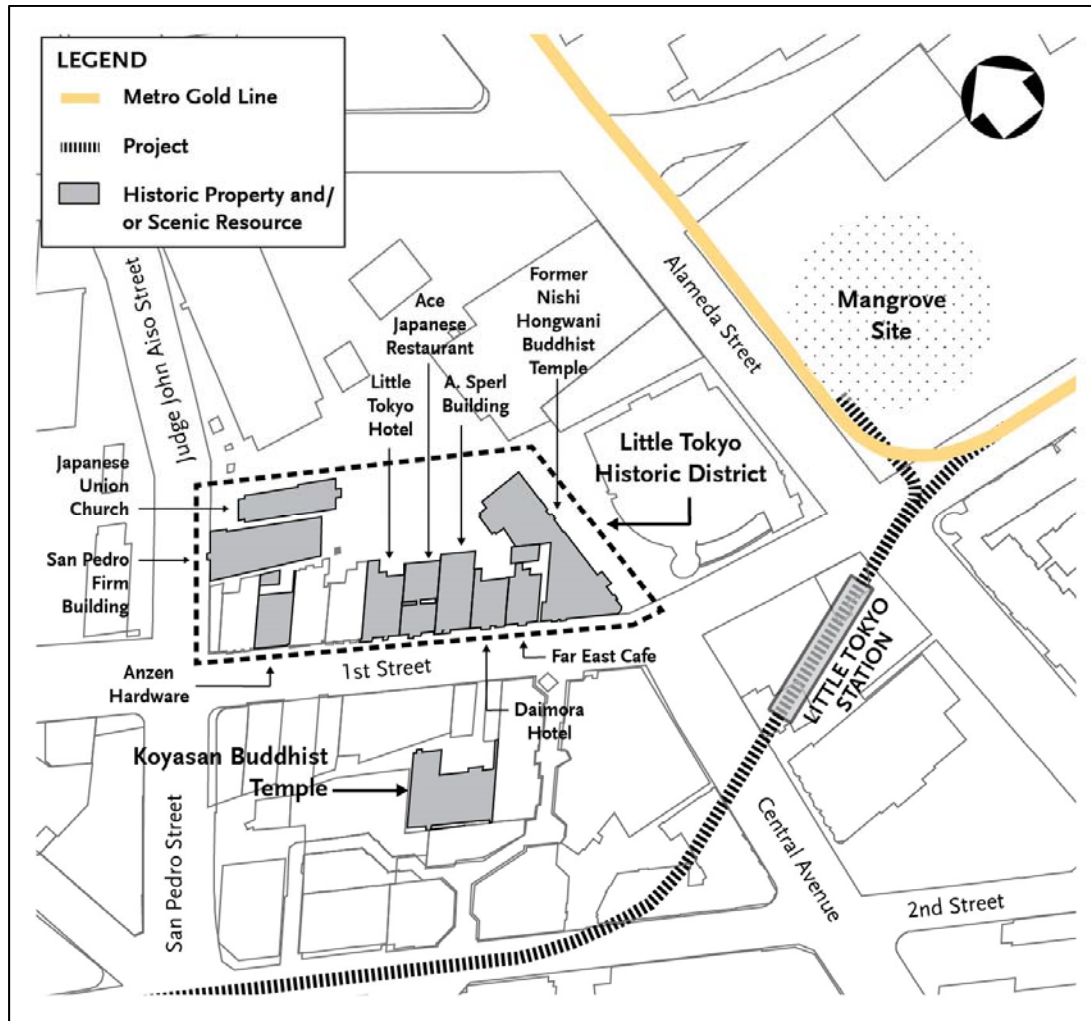 LEGEND
Metro Gold Line
Project
Historic Property and/
or Scenic Resource
Judge John Aiso Street
Alameda Street
Mangrove
Site
Former
Nishi
Hongwani
Buddhist
Temple
Ace
Japanese
Restaurant
Little
Tokyo
Hotel
A. Sperl
Building
Little Tokyo
Historic District
Japanese
Union
Church
San Pedro
Firm
Building
Anzen
Hardware
1st Street
Far East Cafe
Daimora
Hotel
LITTLE TOKYO
STATION
Koyasan Buddhist
Temple
San Pedro Street
Central Avenue
2nd Street